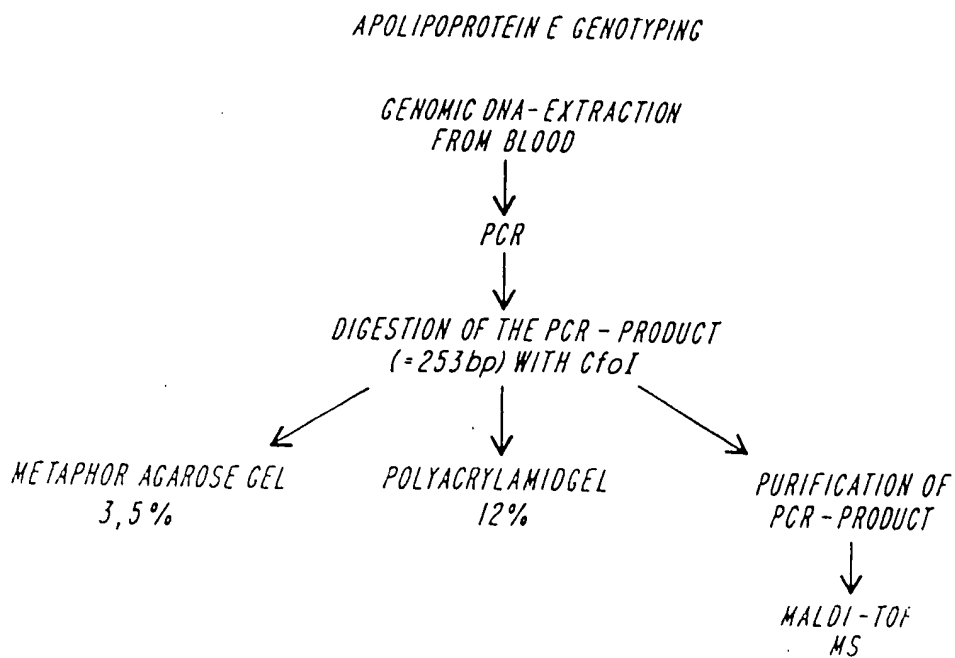 APOLIPOPROTEIN E GENOTYPING
GENOMIC DNA-EXTRACTION
FROM BLOOD
PCR
DIGESTION OF THE PCR-PRODUCT
(=253bp) WITH CfoI
METAPHOR AGAROSE GEL
3,5%
POLYACRYLAMIDGEL
12%
PURIFICATION OF
PCR-PRODUCT
MALDI-TOF
MS